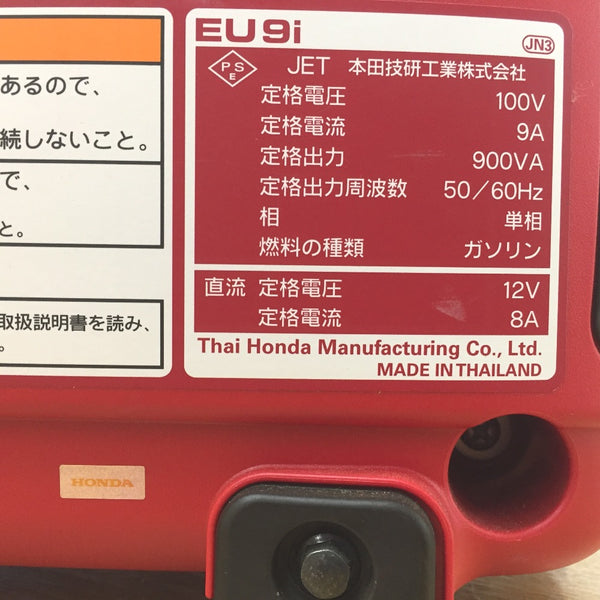 あるので、
続しないこと。
で、
と。
取扱説明書を読み、
。
EU9i
JN3
PSE JET 本田技研工業株式会社
定格電圧 100V
定格電流 9A
定格出力 900VA
定格出力周波数 50／60Hz
相 単相
燃料の種類 ガソリン
直流 定格電圧 12V
定格電流 8A
Thai Honda Manufacturing Co., Ltd.
MADE IN THAILAND
HONDA